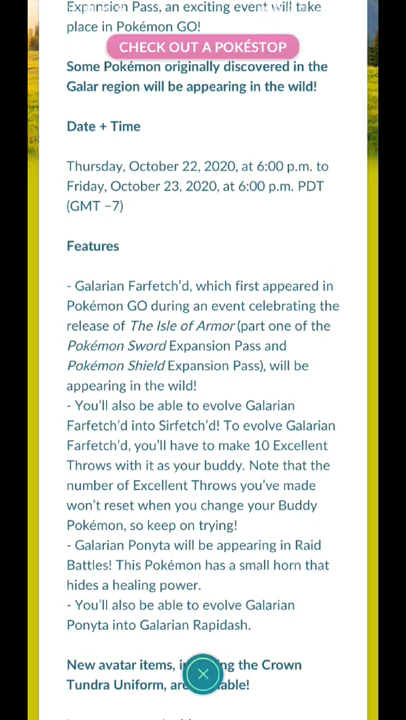 Expansion Pass, an exciting event will take
place in Pokémon GO!
CHECK OUT A POKÉSTOP
Some Pokémon originally discovered in the
Galar region will be appearing in the wild!
Date + Time
Thursday, October 22, 2020, at 6:00 p.m. to
Friday, October 23, 2020, at 6:00 p.m. PDT
(GMT −7)
Features
- Galarian Farfetch’d, which first appeared in
Pokémon GO during an event celebrating the
release of The Isle of Armor (part one of the
Pokémon Sword Expansion Pass and
Pokémon Shield Expansion Pass), will be
appearing in the wild!
- You’ll also be able to evolve Galarian
Farfetch’d into Sirfetch’d! To evolve Galarian
Farfetch’d, you’ll have to make 10 Excellent
Throws with it as your buddy. Note that the
number of Excellent Throws you’ve made
won’t reset when you change your Buddy
Pokémon, so keep on trying!
- Galarian Ponyta will be appearing in Raid
Battles! This Pokémon has a small horn that
hides a healing power.
- You’ll also be able to evolve Galarian
Ponyta into Galarian Rapidash.
New avatar items, the Crown
Tundra Uniform,